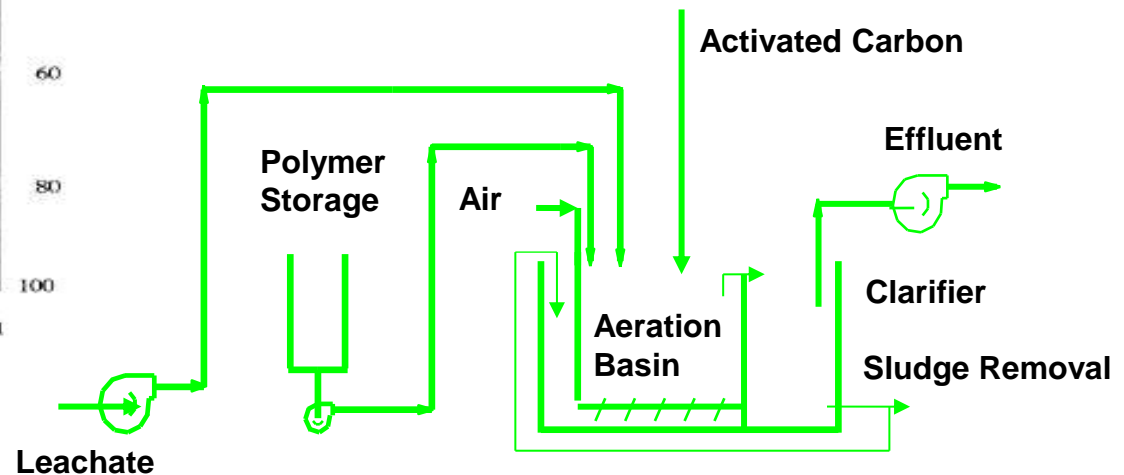 Activated Carbon
60
Effluent
Polymer
Storage
80
Air
100
Clarifier
Aeration
Basin
Sludge Removal
Leachate